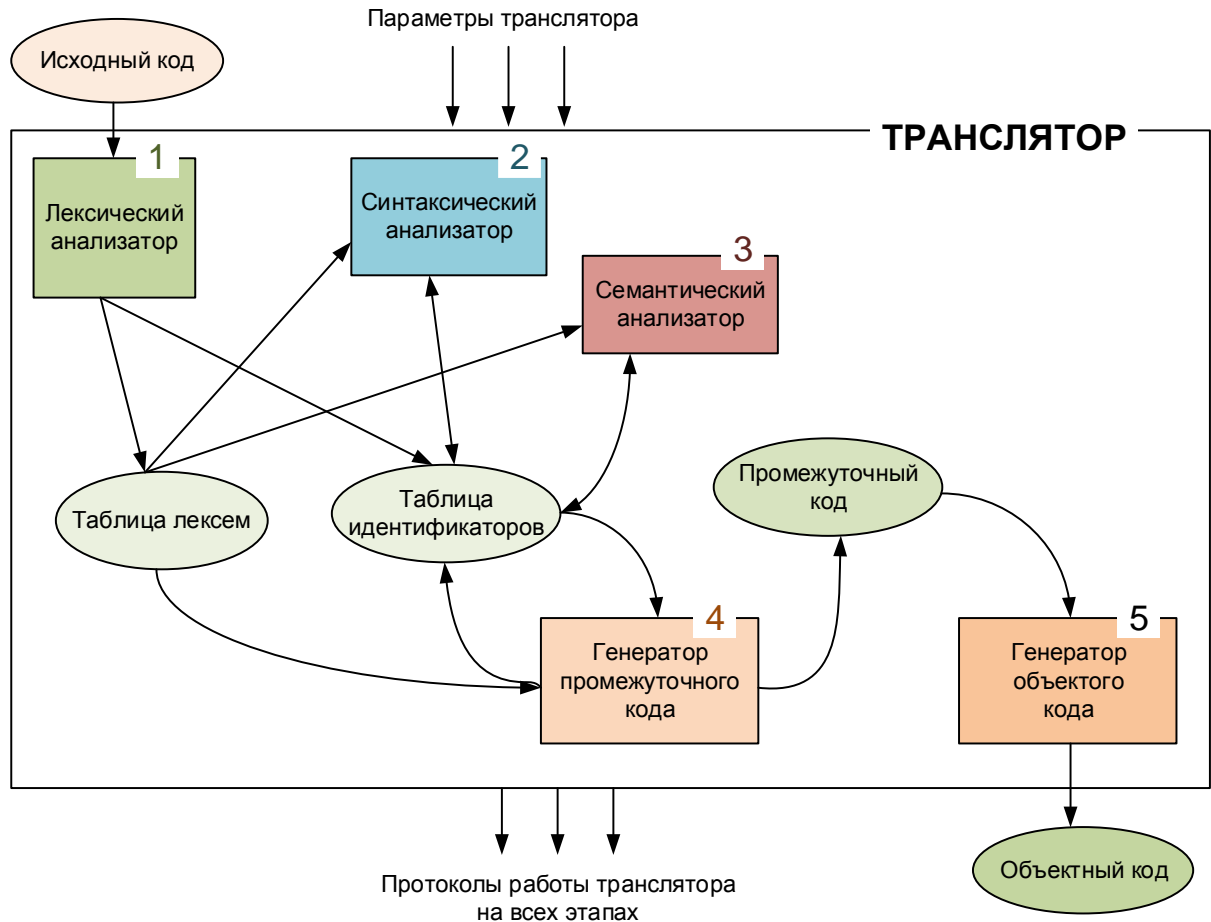 Параметры транслятора
Исходный код
ТРАНСЛЯТОР
1
Лексический
анализатор
2
Синтаксический
анализатор
3
Семантический
анализатор
Таблица лексем
Таблица
идентификаторов
Промежуточный
код
4
Генератор
промежуточного
кода
5
Генератор
объектого
кода
Протоколы работы транслятора
на всех этапах
Объектный код